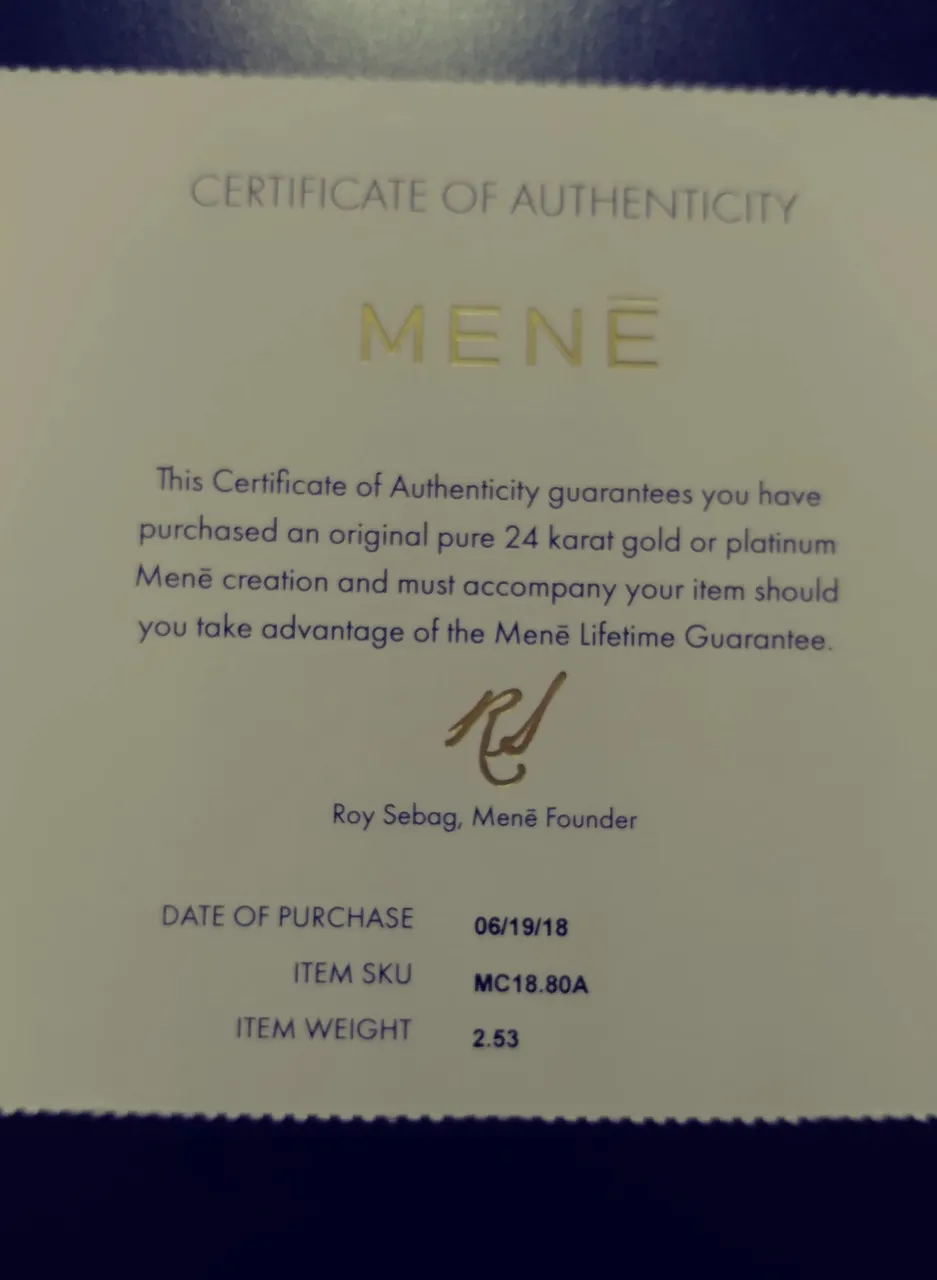 CERTIFICATE OF AUTHENTICITY
MENĒ
This Certificate of Authenticity guarantees you have
purchased an original pure 24 karat gold or platinum
Menē creation and must accompany your item should
you take advantage of the Menē Lifetime Guarantee.
RS
Roy Sebag, Menē Founder
DATE OF PURCHASE 06/19/18
ITEM SKU MC18.80A
ITEM WEIGHT 2.53